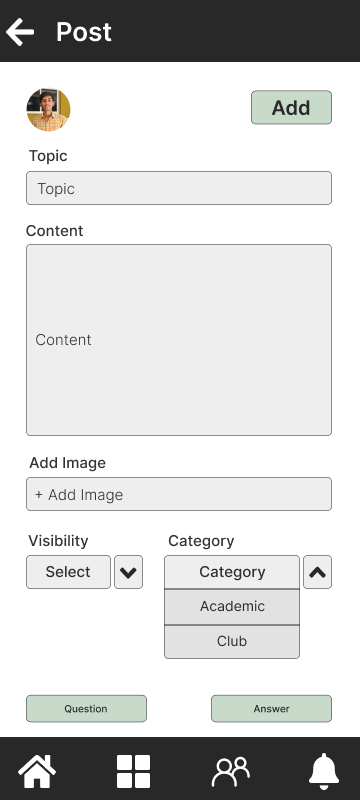 Post
Add
Topic
Topic
Content
Content
Add Image
+ Add Image
Visibility
Category
Select
Category
Academic
Club
Question
Answer